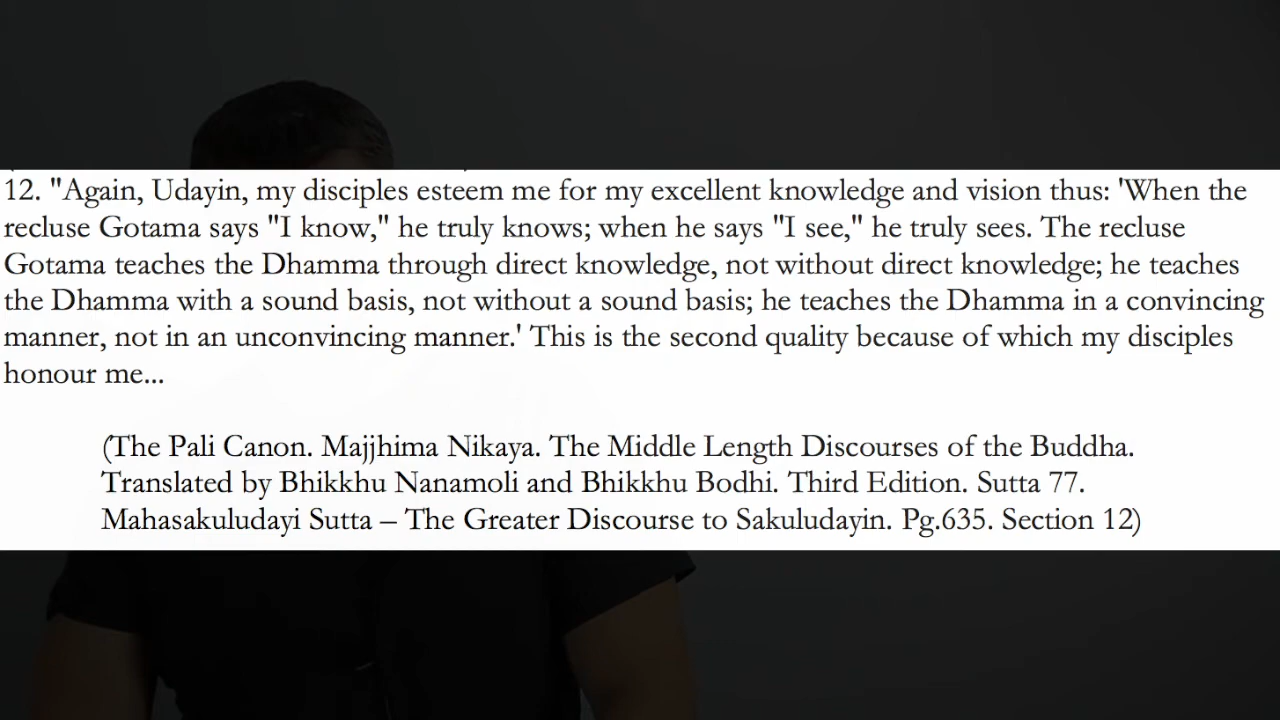 12. "Again, Udayin, my disciples esteem me for my excellent knowledge and vision thus: 'When the
recluse Gotama says "I know," he truly knows; when he says "I see," he truly sees. The recluse
Gotama teaches the Dhamma through direct knowledge, not without direct knowledge; he teaches
the Dhamma with a sound basis, not without a sound basis; he teaches the Dhamma in a convincing
manner, not in an unconvincing manner.' This is the second quality because of which my disciples
honour me...
(The Pali Canon. Majjhima Nikaya. The Middle Length Discourses of the Buddha.
Translated by Bhikkhu Nanamoli and Bhikkhu Bodhi. Third Edition. Sutta 77.
Mahasakuludayi Sutta – The Greater Discourse to Sakuludayin. Pg.635. Section 12)